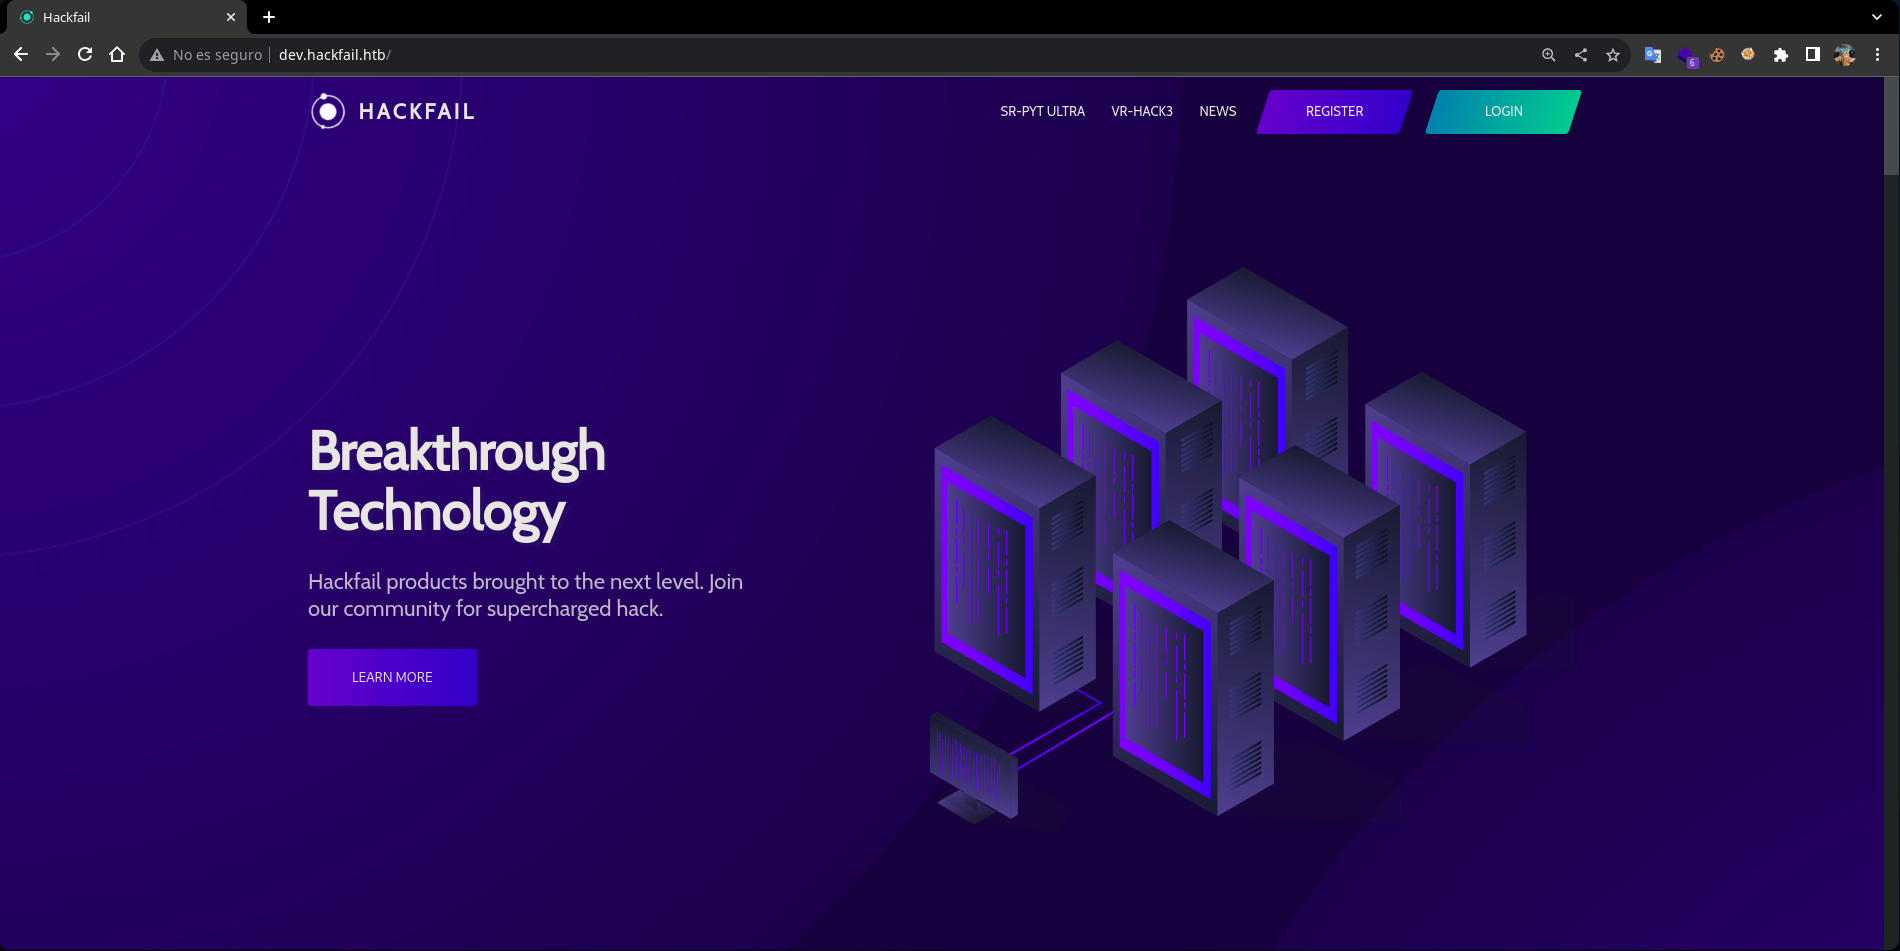 Hackfail
No es seguro
dev.hackfail.htb/
6
HACKFAIL
SR-PYT ULTRA
VR-HACK3
NEWS
REGISTER
LOGIN
Breakthrough
Technology
Hackfail products brought to the next level. Join
our community for supercharged hack.
LEARN MORE